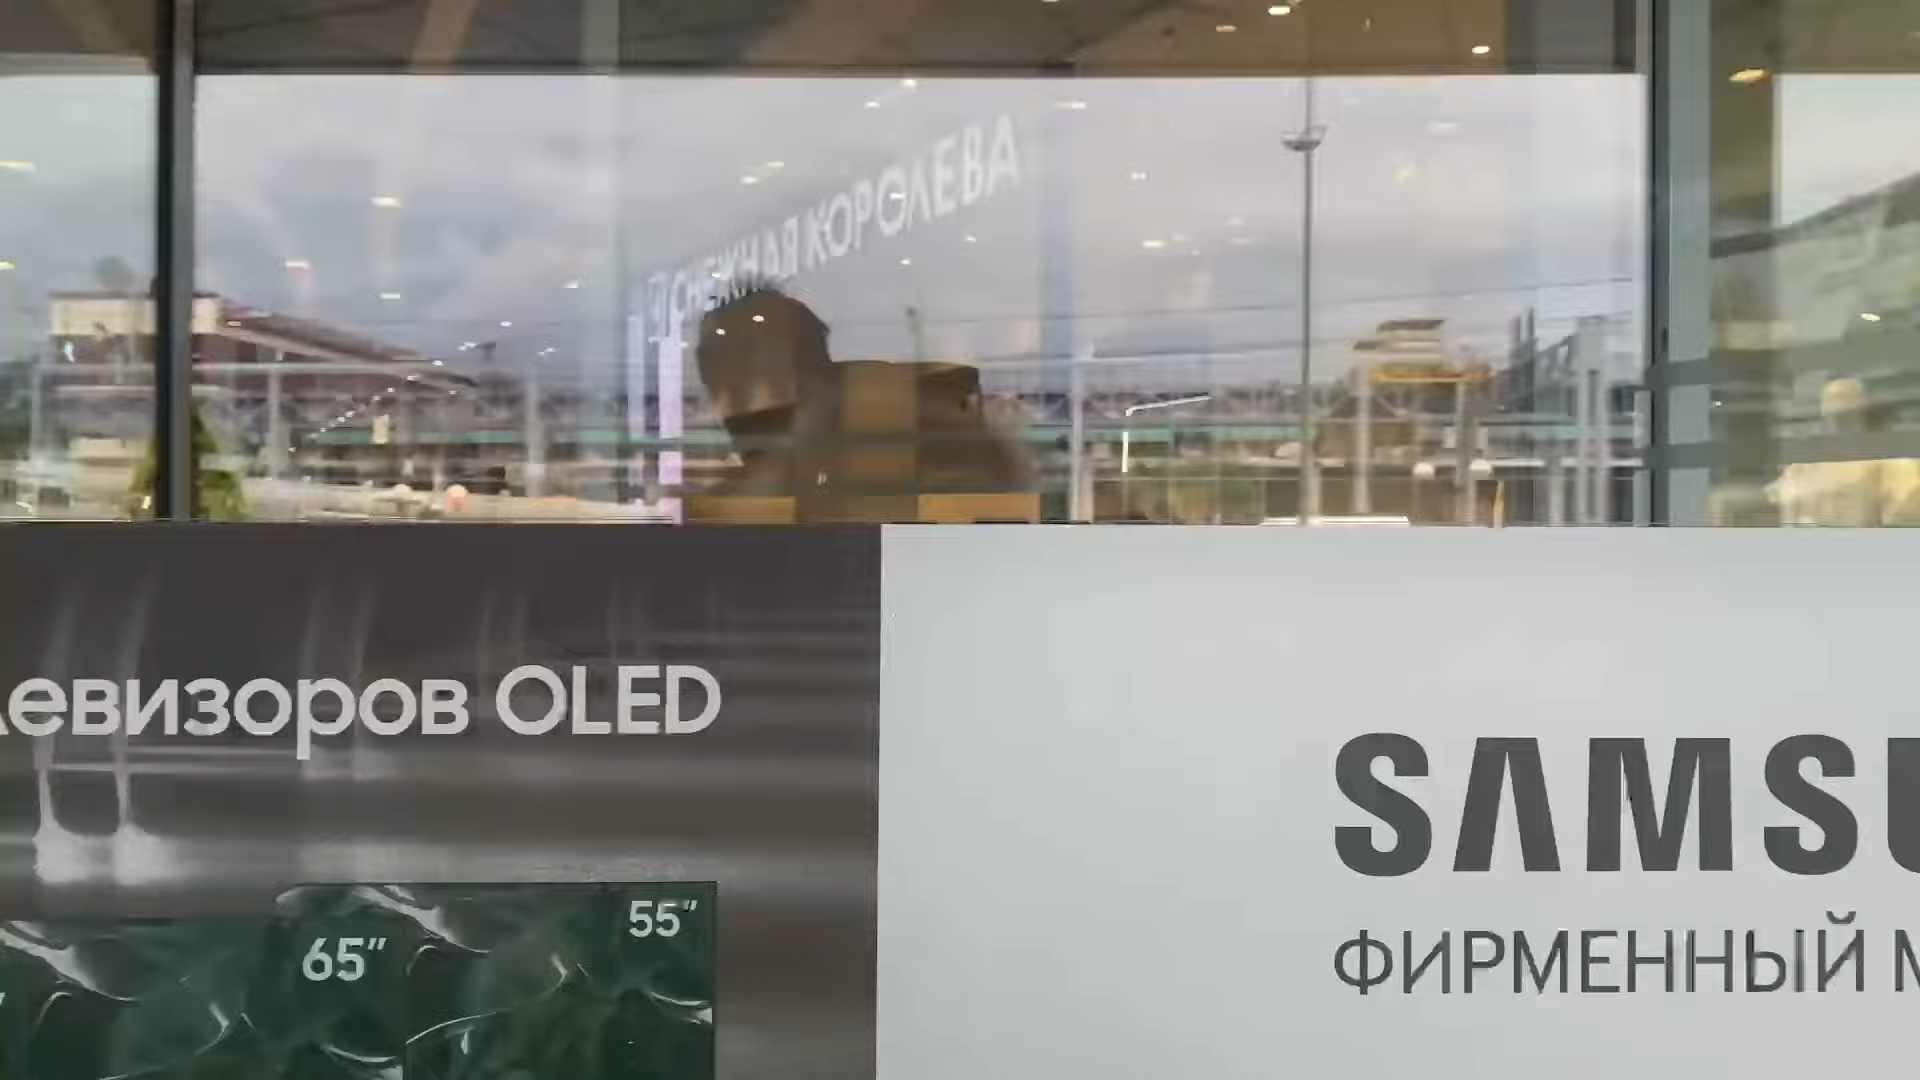 СНЕЖНАЯ КОРОЛЕВА
левизоров OLED
55″
65″
SAMSU
ФИРМЕННЫЙ М